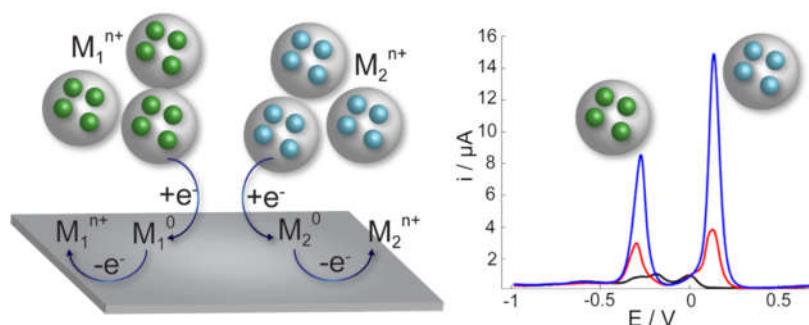 M₁ⁿ⁺
M₂ⁿ⁺
+e⁻
+e⁻
M₁ⁿ⁺ M₁⁰ M₂⁰ M₂ⁿ⁺
-e⁻
-e⁻
16
14
12
10
8
6
4
2
i / µA
-1 -0.5 0 0.5
E / V